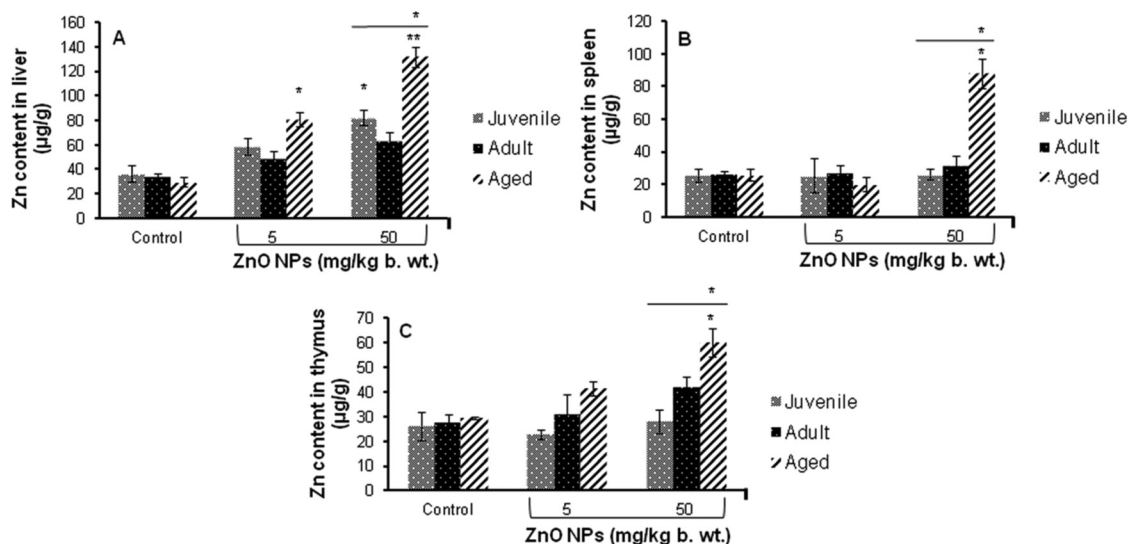 A
Zn content in liver
(µg/g)
160
140
120
100
80
60
40
20
0
*
*
*
**
Control
5
50
ZnO NPs (mg/kg b. wt.)
Juvenile
Adult
Aged
B
Zn content in spleen
(µg/g)
120
100
80
60
40
20
0
*
*
Control
5
50
ZnO NPs (mg/kg b. wt.)
Juvenile
Adult
Aged
C
Zn content in thymus
(µg/g)
70
60
50
40
30
20
10
0
*
*
Control
5
50
ZnO NPs (mg/kg b. wt.)
Juvenile
Adult
Aged